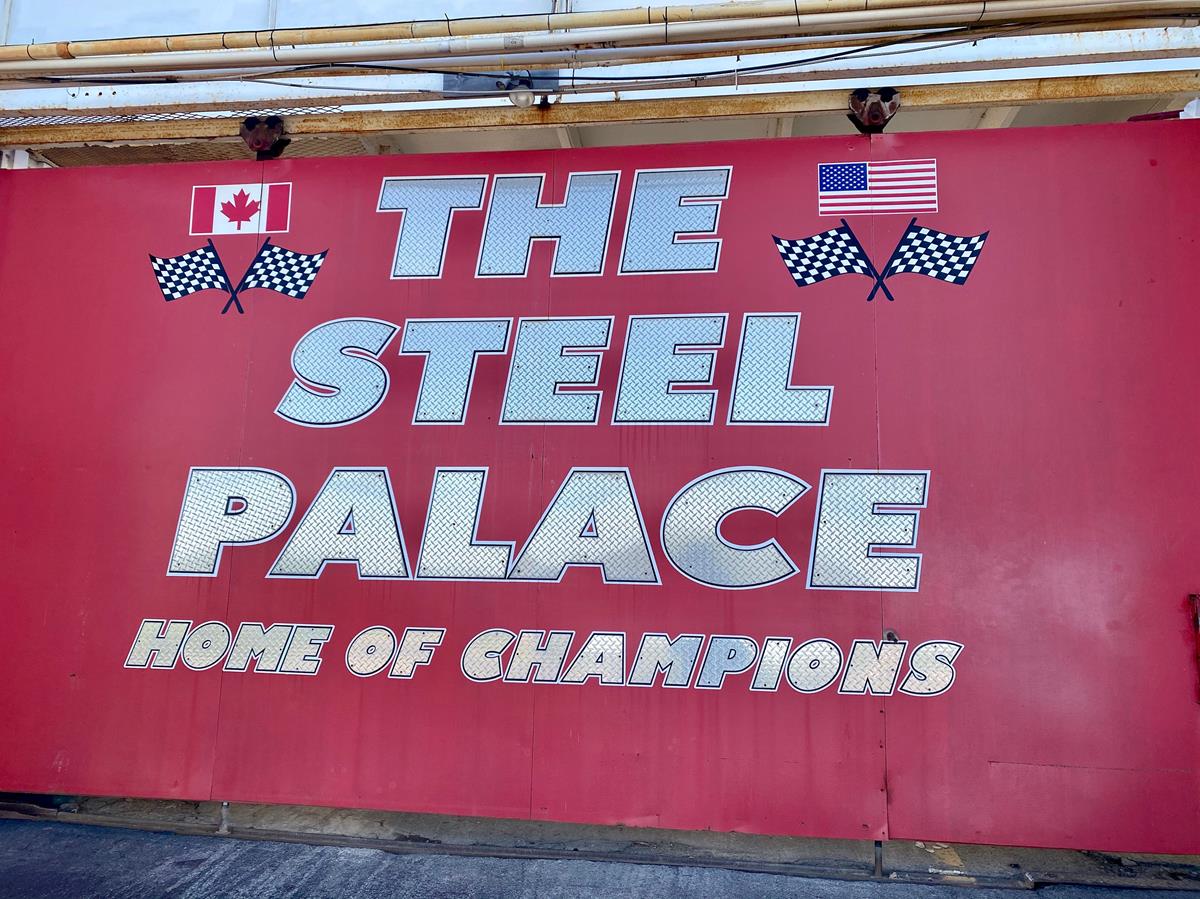 THE
STEEL
PALACE
HOME OF CHAMPIONS